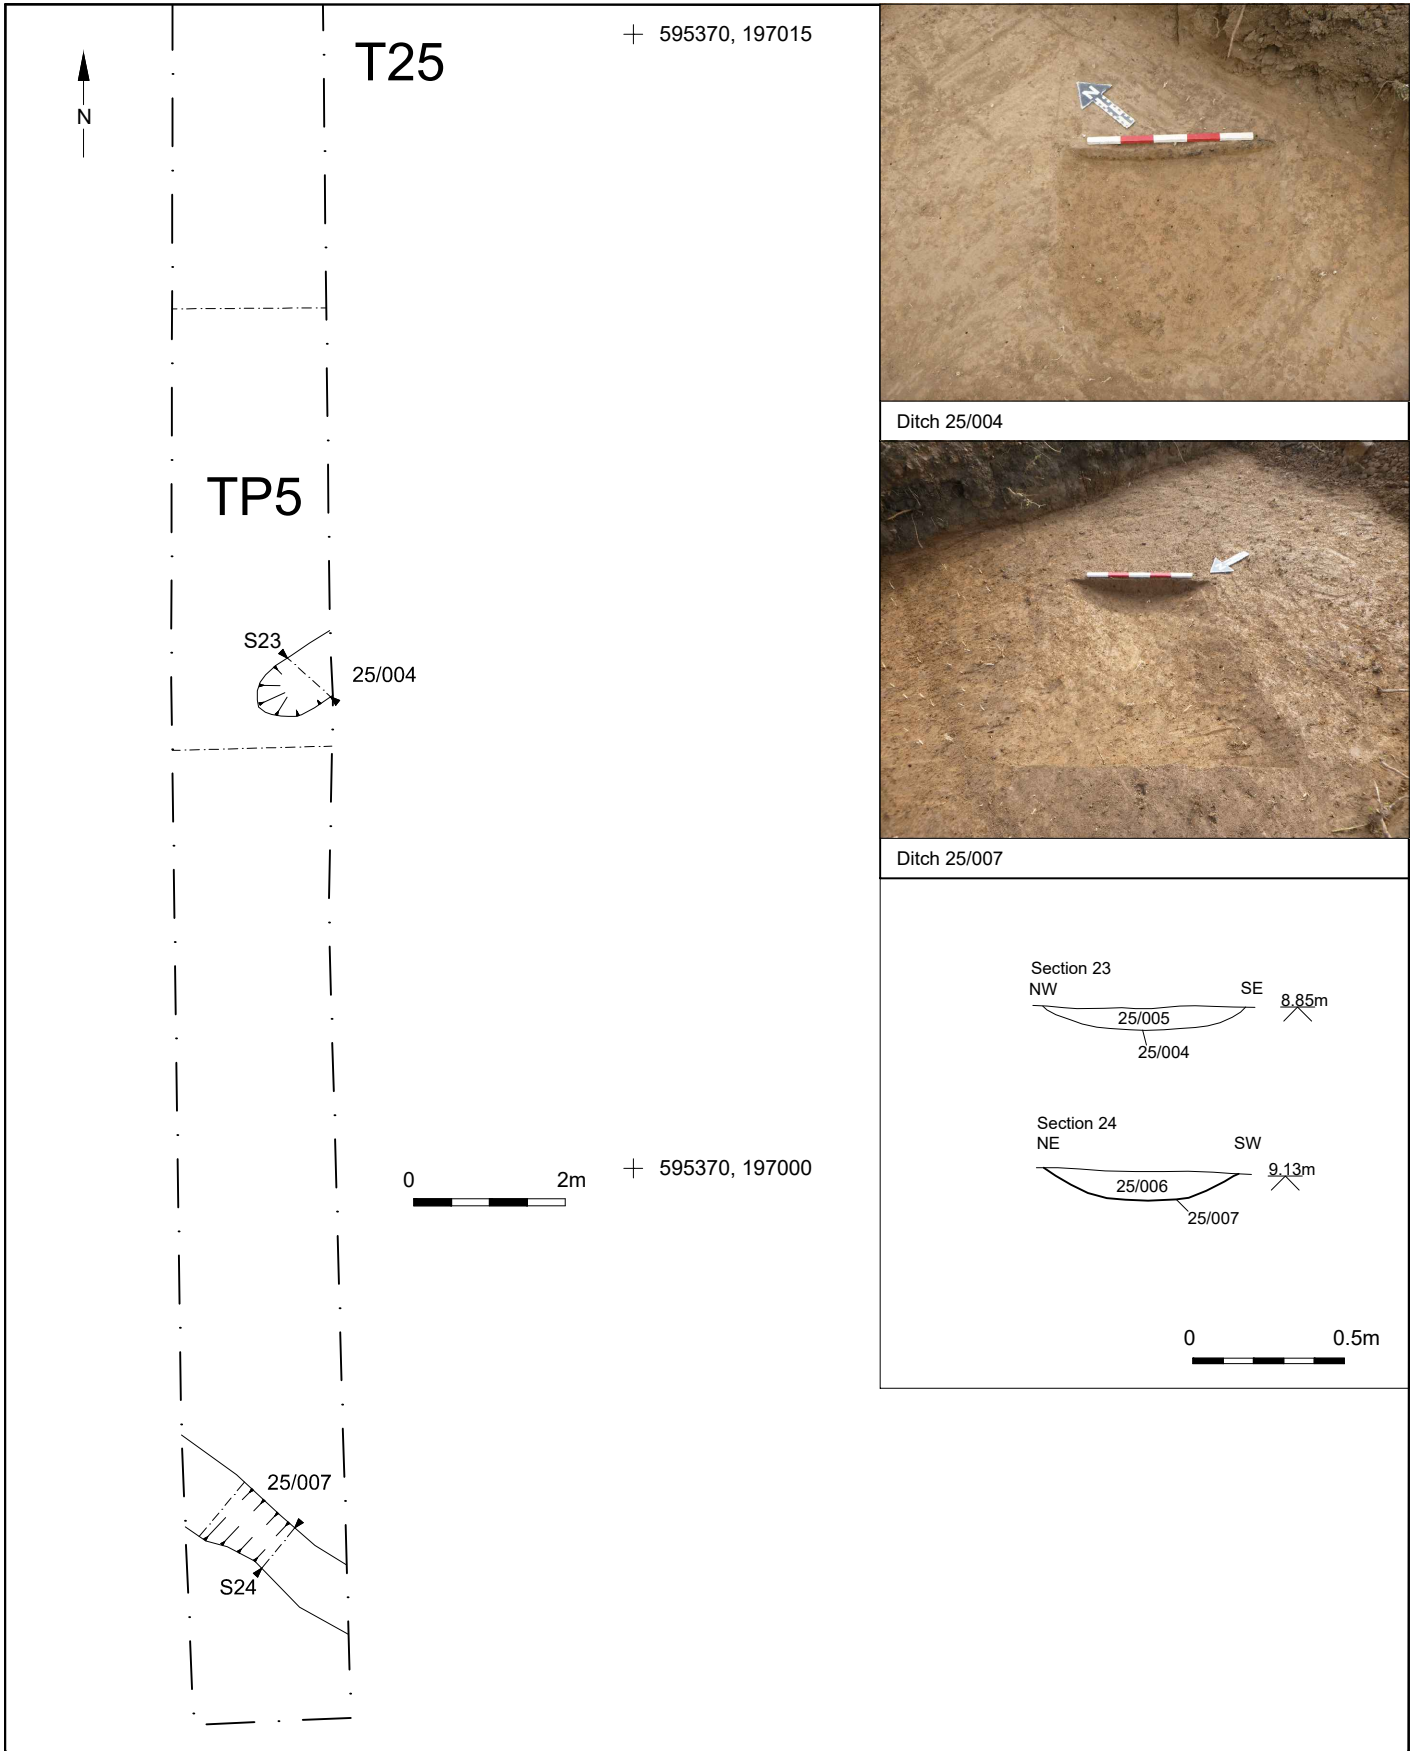 T25
595370, 197015
N
TP5
S23
25/004
0 2m
595370, 197000
25/007
S24
N
Ditch 25/004
Ditch 25/007
Section 23
NW SE
8.85m
25/005
25/004
Section 24
NE SW
9.13m
25/006
25/007
0 0.5m